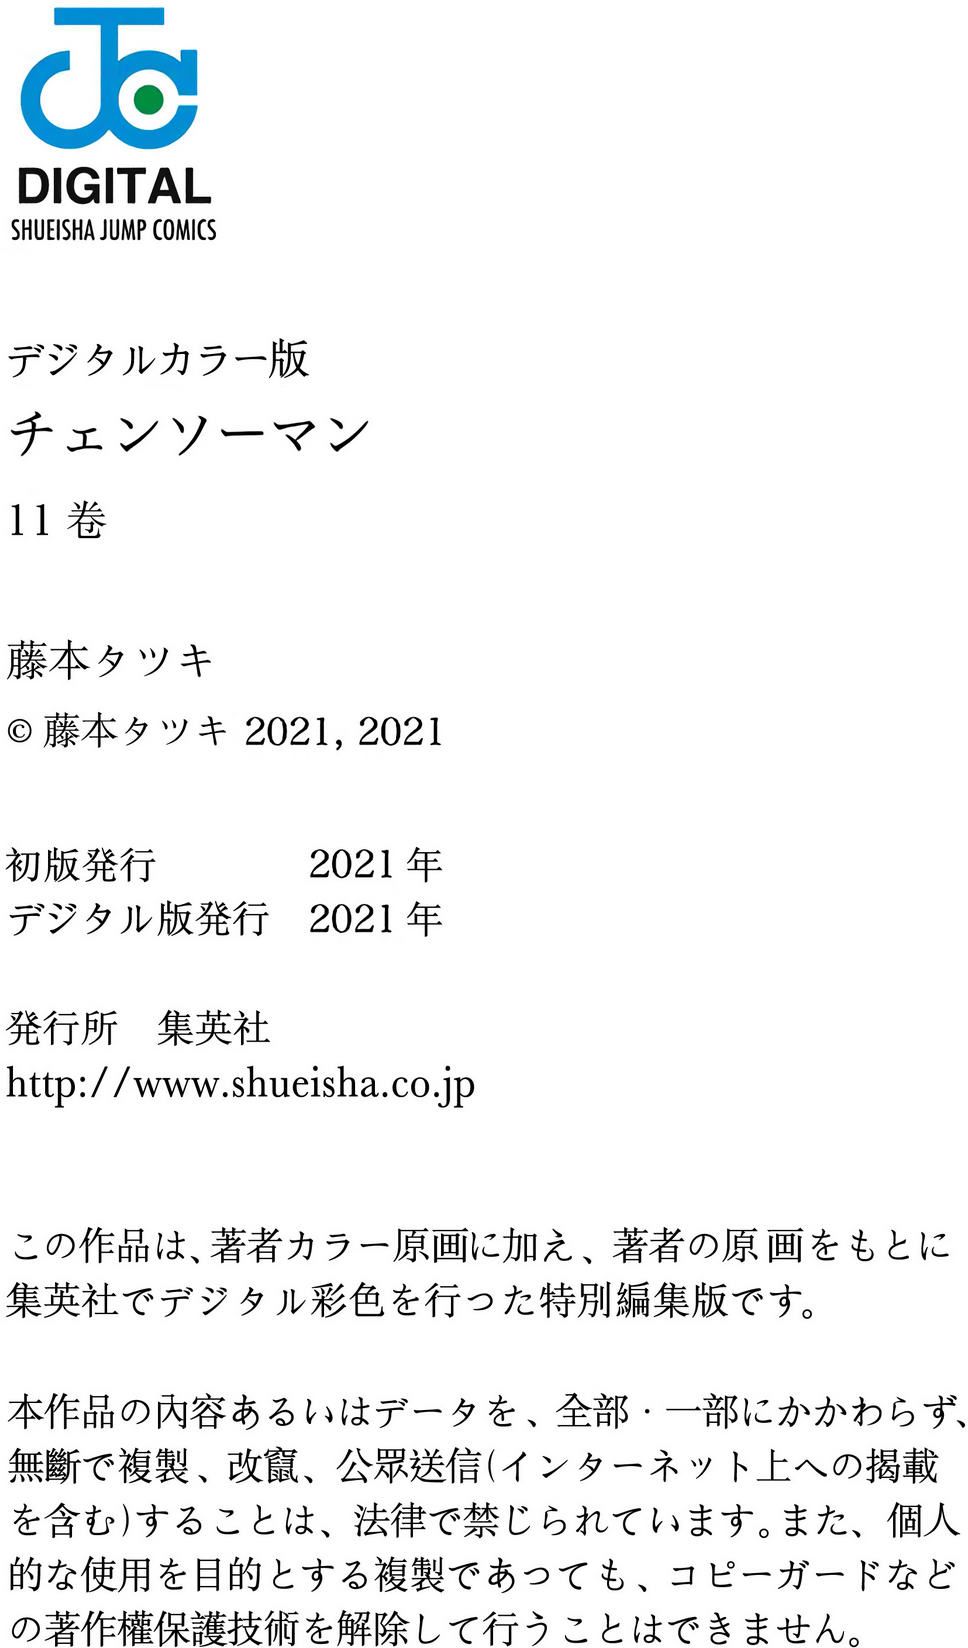 JC
DIGITAL
SHUEISHA JUMP COMICS
デジタルカラー版
チェンソーマン
11 巻
藤本タツキ
© 藤本タツキ 2021, 2021
初版発行 2021 年
デジタル版発行 2021 年
発行所 集英社
http://www.shueisha.co.jp
この作品は、著者カラー原画に加え、著者の原画をもとに
集英社でデジタル彩色を行った特別編集版です。
本作品の內容あるいはデータを、全部・一部にかかわらず、
無斷で複製、改竄、公眾送信(インターネット上への掲載
を含む)することは、法律で禁じられています。また、個人
的な使用を目的とする複製であっても、コピーガードなど
の著作權保護技術を解除して行うことはできません。